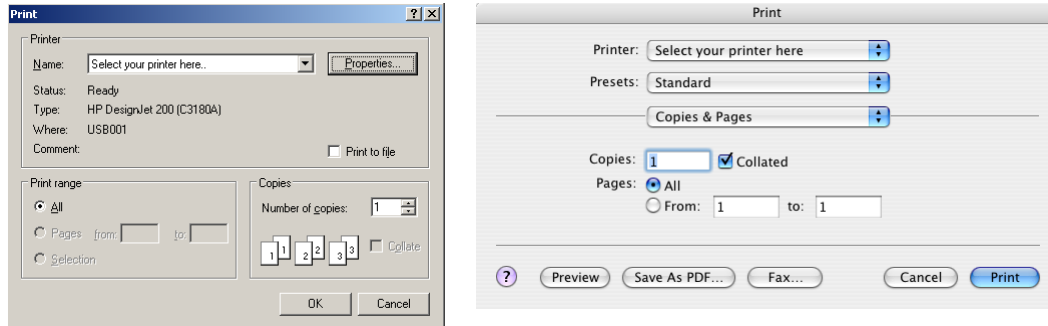 Print
Printer
Name: Select your printer here.. Properties...
Status: Ready
Type: HP DesignJet 200 (C3180A)
Where: USB001
Comment: Print to file
Print range
All
Pages from: to:
Selection
Copies
Number of copies: 1
1 1 2 2 3 3 Collate
OK Cancel
Print
Printer: Select your printer here
Presets: Standard
Copies & Pages
Copies: 1 Collated
Pages: All
From: 1 to: 1
? Preview Save As PDF... Fax... Cancel Print